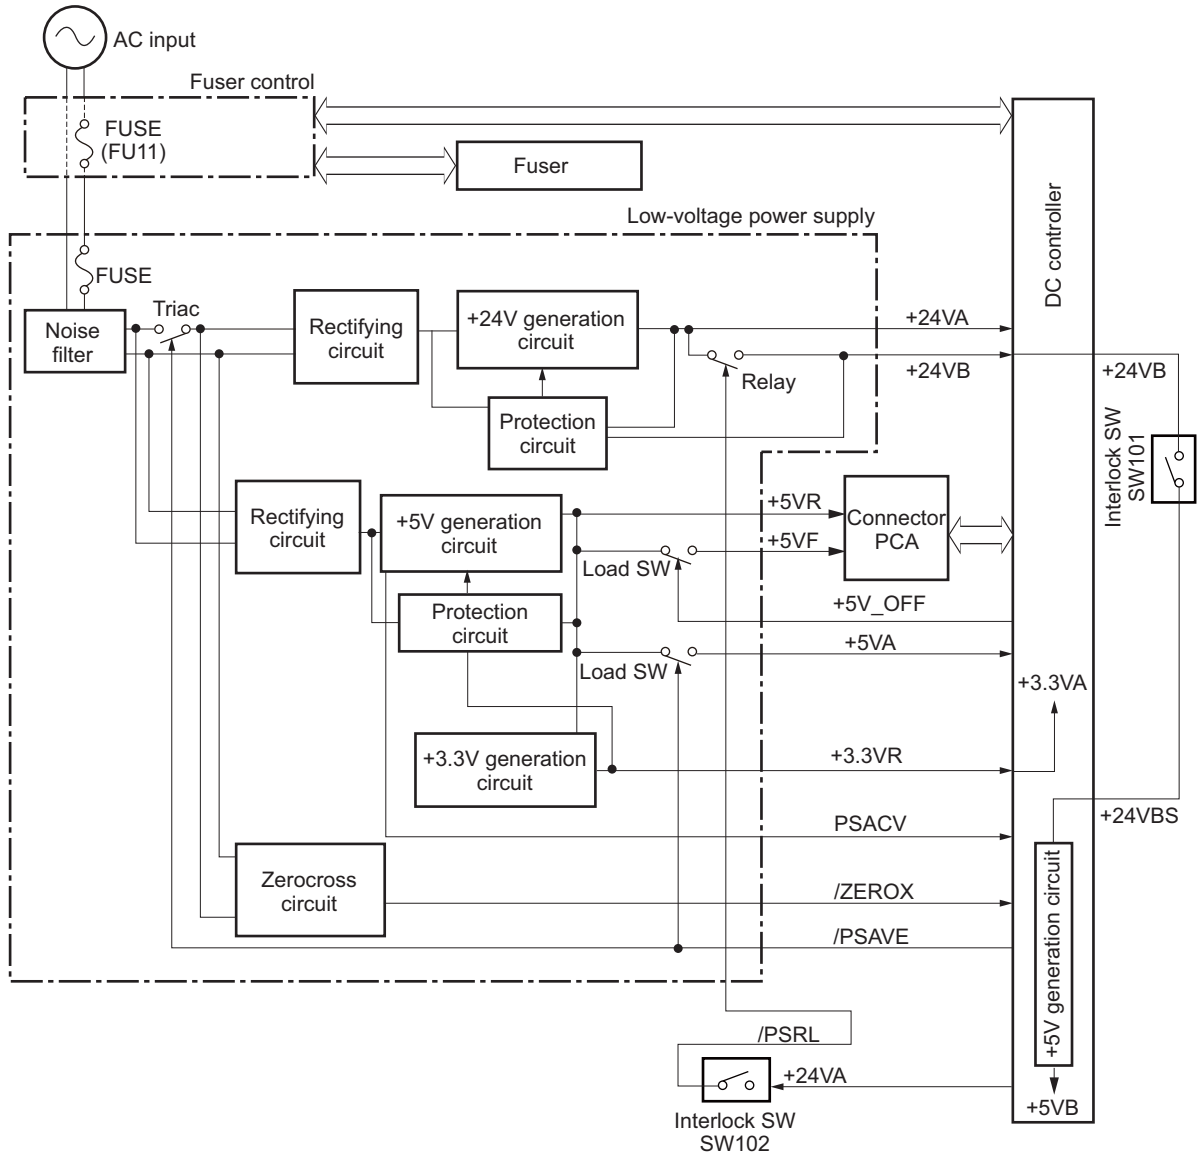 AC input
Fuser control
FUSE
(FU11)
Fuser
DC controller
Low-voltage power supply
FUSE
Noise
filter
Triac
Rectifying
circuit
+24V generation
circuit
+24VA
+24VB
+24VB
Relay
Protection
circuit
Interlock SW
SW101
Rectifying
circuit
+5V generation
circuit
+5VR
+5VF
Connector
PCA
Load SW
+5V_OFF
Protection
circuit
+5VA
Load SW
+3.3VA
+3.3V generation
circuit
+3.3VR
+24VBS
PSACV
Zerocross
circuit
/ZEROX
/PSAVE
+5V generation circuit
/PSRL
+24VA
+5VB
Interlock SW
SW102